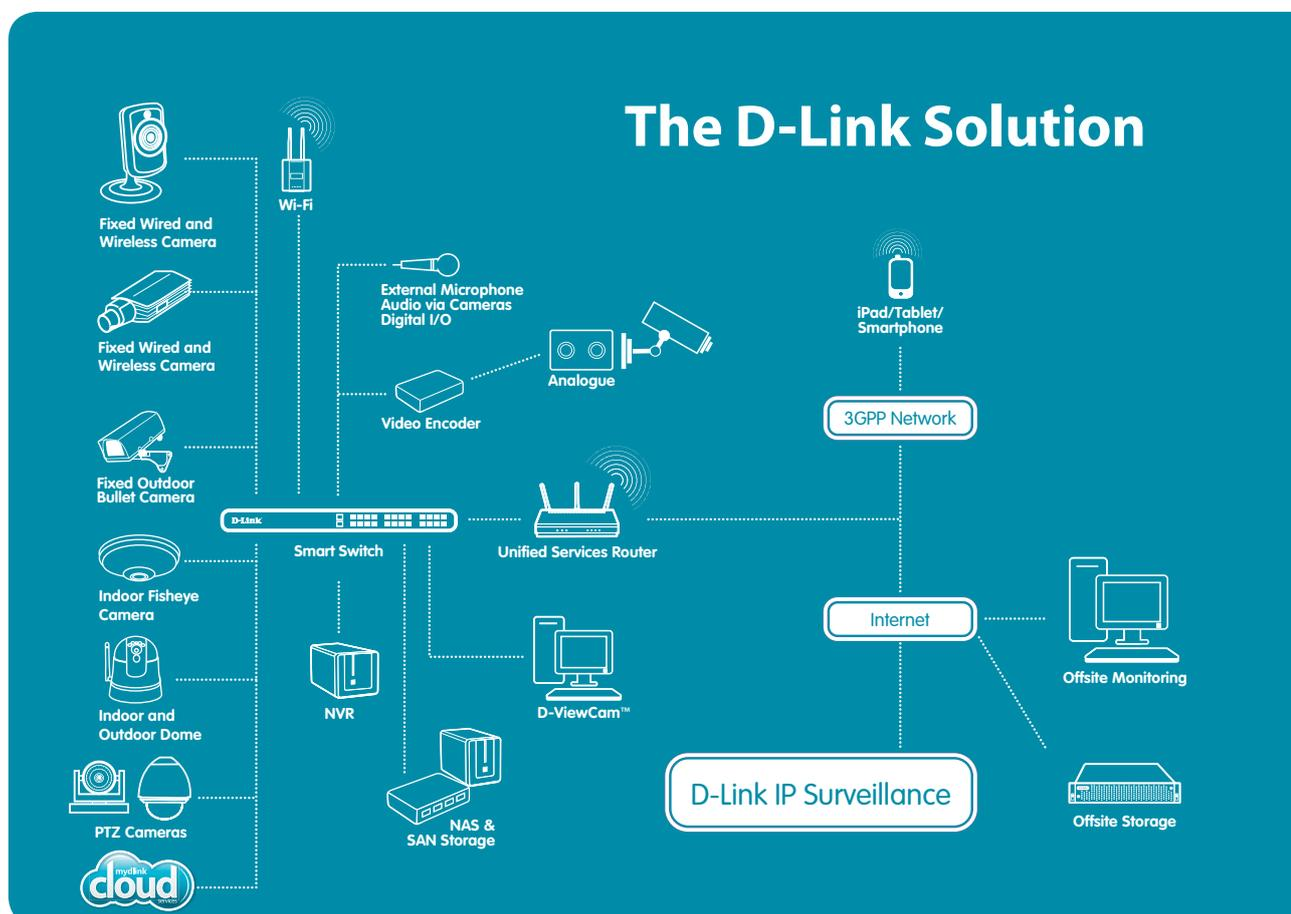 The D-Link Solution
Wi-Fi
Fixed Wired and
Wireless Camera
External Microphone
Audio via Cameras
Digital I/O
iPad/Tablet/
Smartphone
Fixed Wired and
Wireless Camera
Analogue
Video Encoder
3GPP Network
Fixed Outdoor
Bullet Camera
D-Link
Smart Switch
Unified Services Router
Indoor Fisheye
Camera
Internet
Offsite Monitoring
Indoor and
Outdoor Dome
NVR
D-ViewCam™
NAS &
SAN Storage
D-Link IP Surveillance
Offsite Storage
PTZ Cameras
mydlink
cloud
services